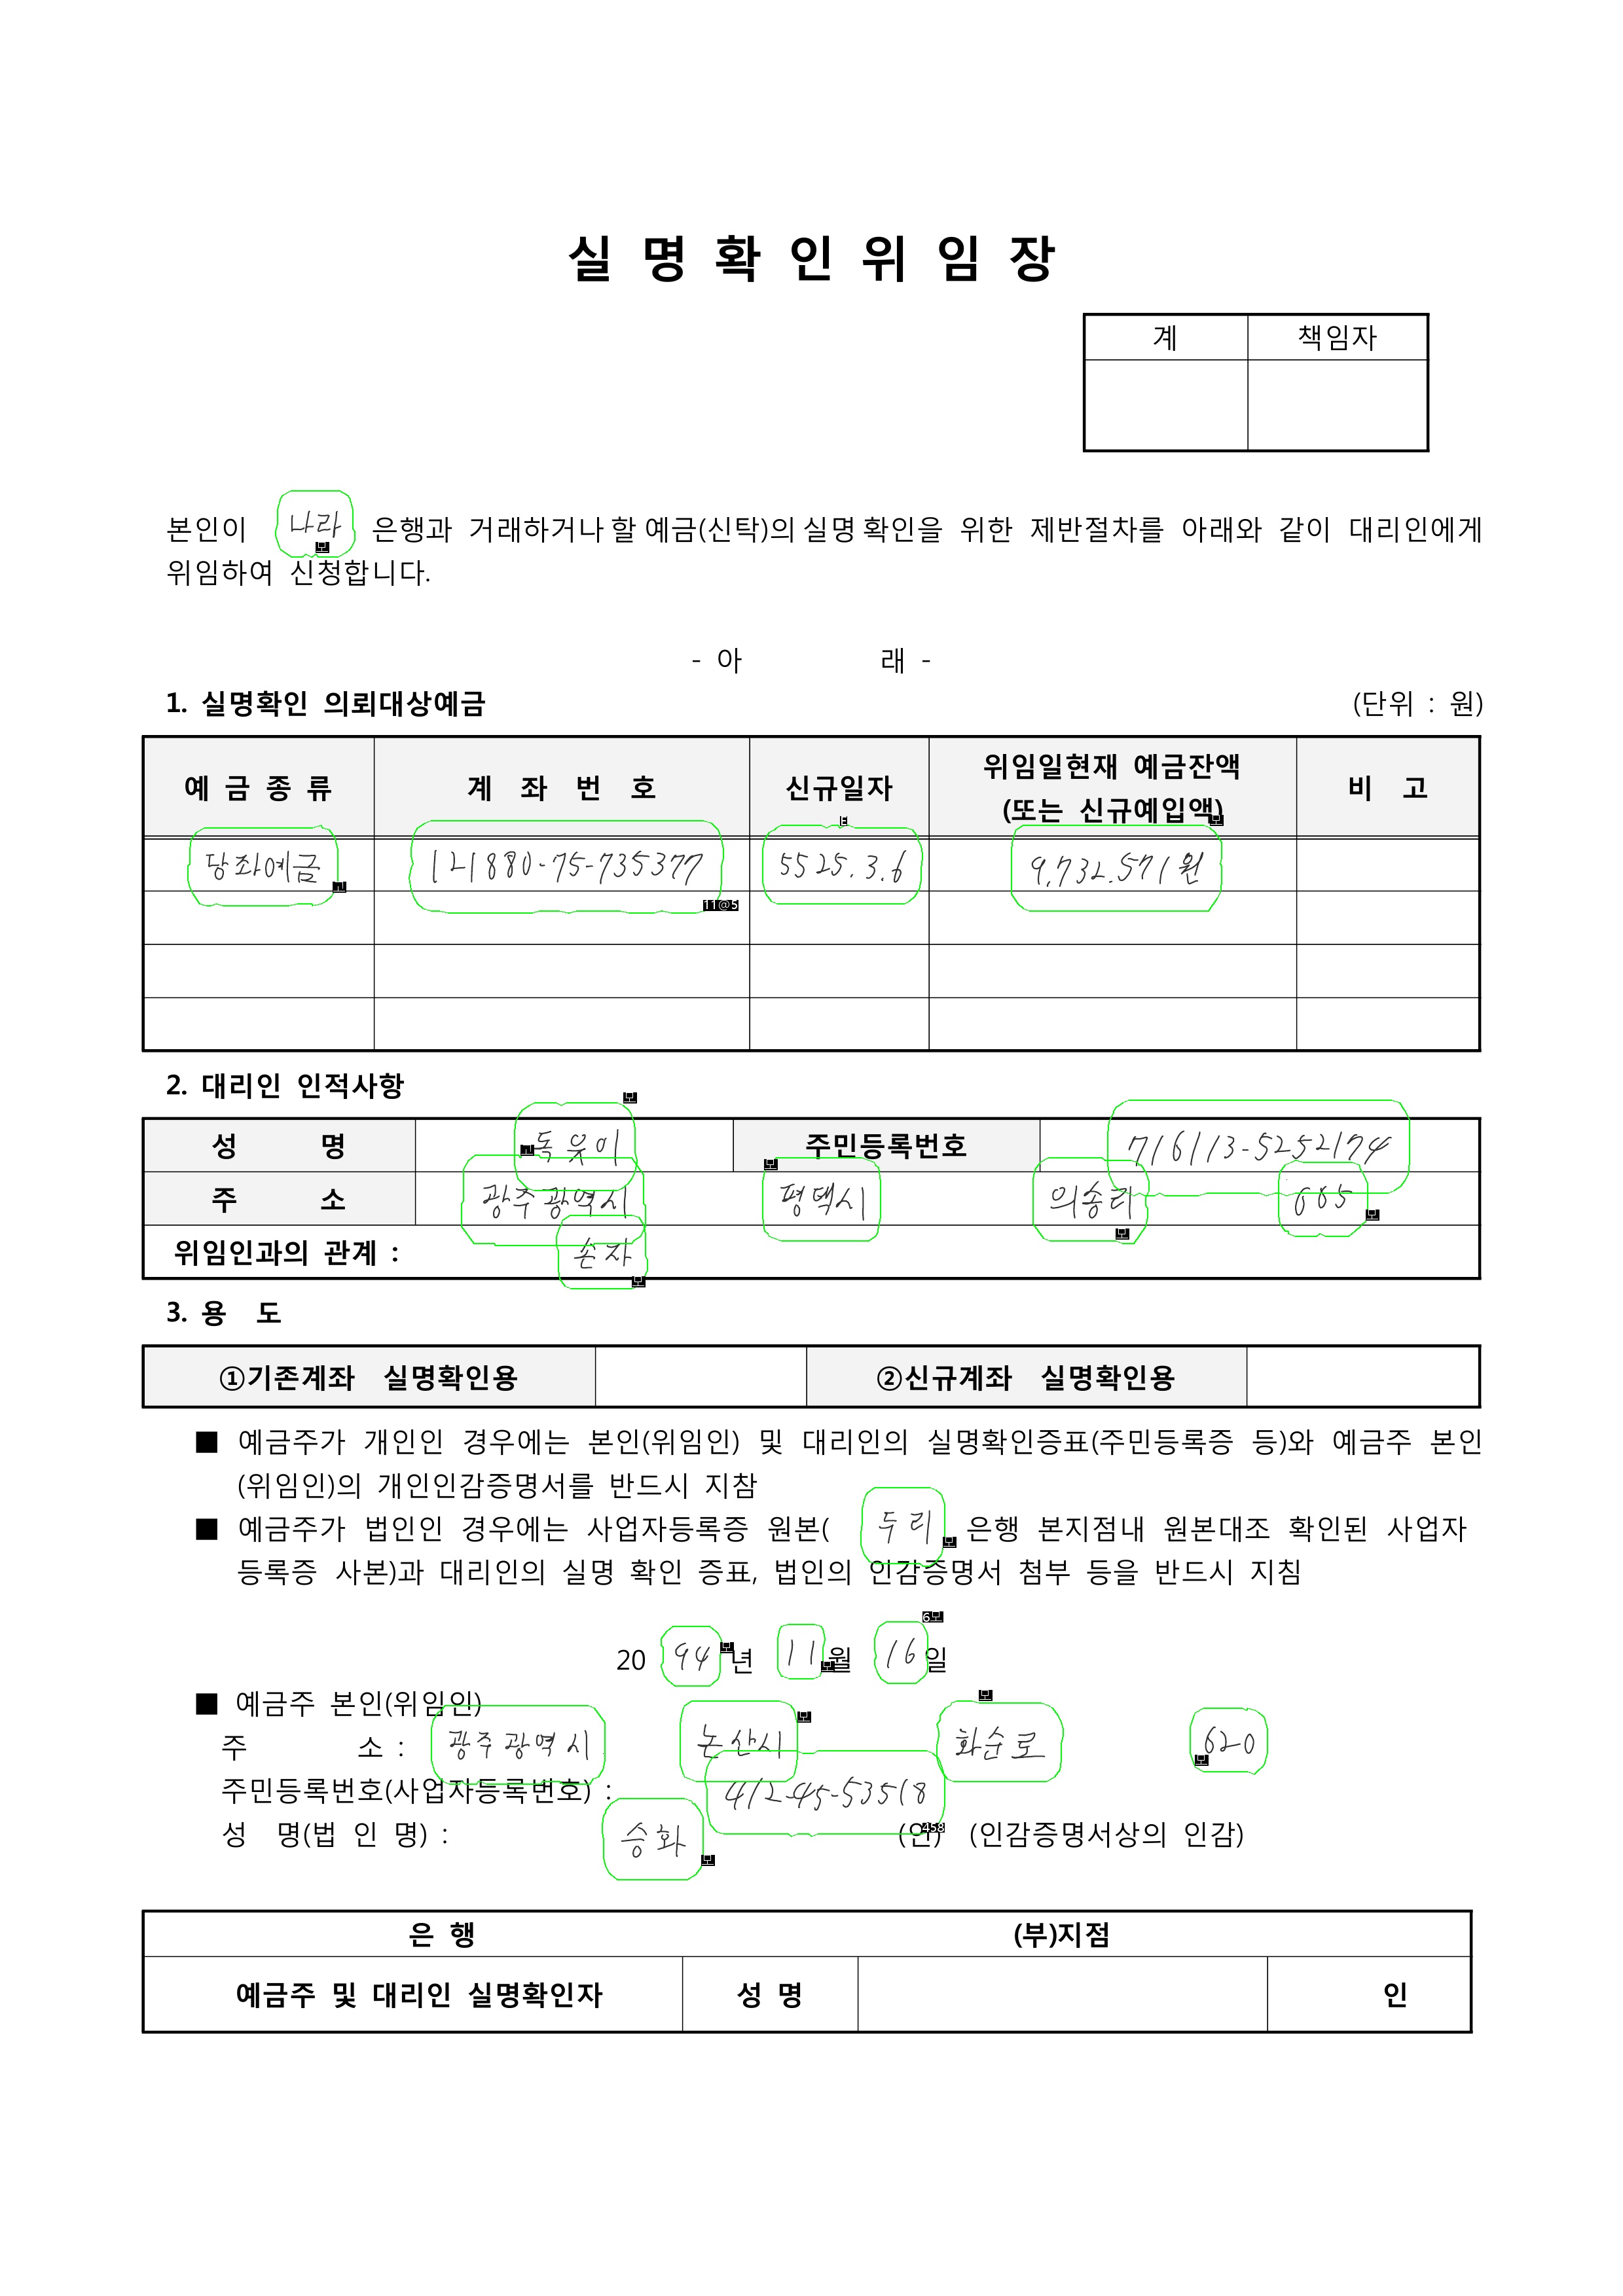 실 명 확 인 위 임 장
계 책임자
본인이 나라 은행과 거래하거나 할 예금(신탁)의 실명 확인을 위한 제반절차를 아래와 같이 대리인에게
위임하여 신청합니다.
- 아 래 -
1. 실명확인 의뢰대상예금 (단위 : 원)
예 금 종 류 계 좌 번 호 신규일자 위임일현재 예금잔액 (또는 신규예입액) 비 고
당좌예금 121880-75-735377 5525.3.6 9,732.571원
2. 대리인 인적사항
성 명 독윷이 주민등록번호 716113-5252174
주 소 광주광역시 평택시 의송리 665
위임인과의 관계 : 손자
3. 용 도
①기존계좌 실명확인용 ②신규계좌 실명확인용
■ 예금주가 개인인 경우에는 본인(위임인) 및 대리인의 실명확인증표(주민등록증 등)와 예금주 본인
(위임인)의 개인인감증명서를 반드시 지참
■ 예금주가 법인인 경우에는 사업자등록증 원본( 두리 은행 본지점내 원본대조 확인된 사업자
등록증 사본)과 대리인의 실명 확인 증표, 법인의 인감증명서 첨부 등을 반드시 지침
20 94 년 11 월 16 일
■ 예금주 본인(위임인)
주 소 : 광주광역시 논산시 화순로 620
주민등록번호(사업자등록번호) : 412-45-53518
성 명(법 인 명) : 승화 (인) (인감증명서상의 인감)
은 행 (부)지점
예금주 및 대리인 실명확인자 성 명 인